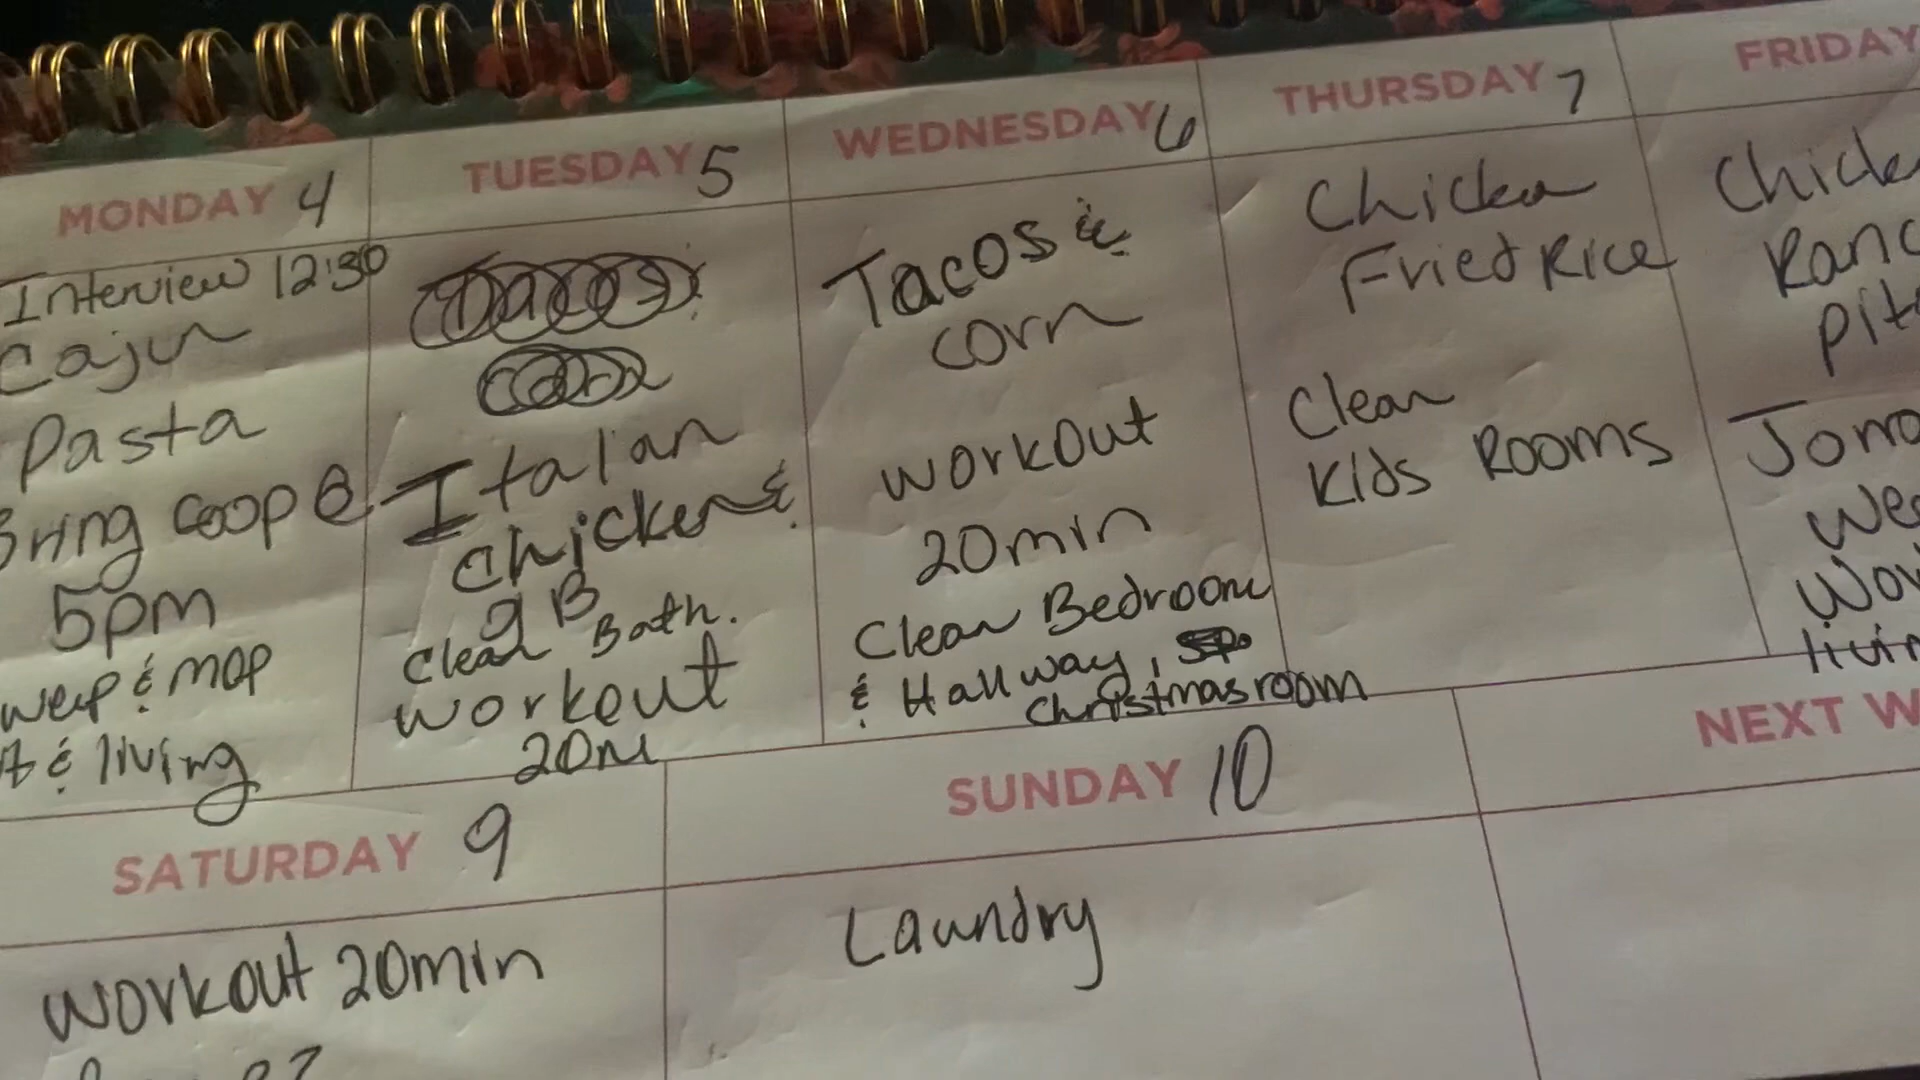 MONDAY 4
Interview 12:30
Cajun
Pasta
Bring coop @
5pm
& mop
& living
TUESDAY 5
Italian
Chicken &
gB
Clean Bath.
workout
20m
WEDNESDAY 6
Tacos &
corn
workout
20min
Clean Bedroom
& Hallway,
Christmas room
THURSDAY 7
Chicken
Fried Rice
Clean
Kids Rooms
FRIDAY
SATURDAY 9
workout 20min
SUNDAY 10
Laundry
NEXT W